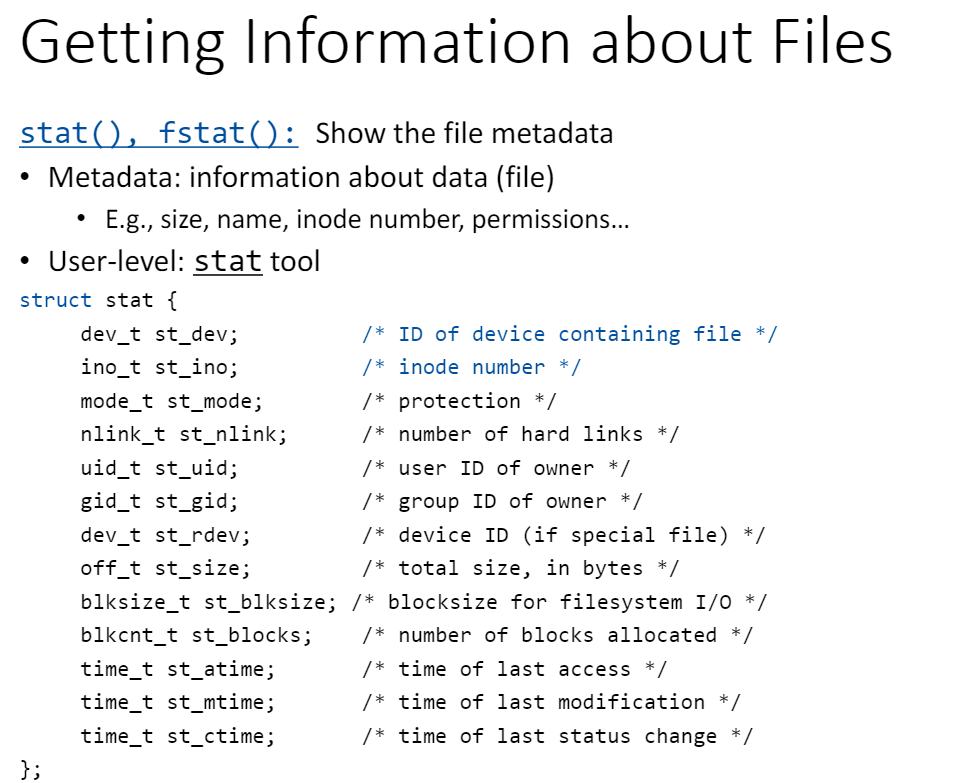 Getting Information about Files
stat(), fstat(): Show the file metadata
• Metadata: information about data (file)
• E.g., size, name, inode number, permissions…
• User-level: stat tool
struct stat {
dev_t st_dev; /* ID of device containing file */
ino_t st_ino; /* inode number */
mode_t st_mode; /* protection */
nlink_t st_nlink; /* number of hard links */
uid_t st_uid; /* user ID of owner */
gid_t st_gid; /* group ID of owner */
dev_t st_rdev; /* device ID (if special file) */
off_t st_size; /* total size, in bytes */
blksize_t st_blksize; /* blocksize for filesystem I/O */
blkcnt_t st_blocks; /* number of blocks allocated */
time_t st_atime; /* time of last access */
time_t st_mtime; /* time of last modification */
time_t st_ctime; /* time of last status change */
};